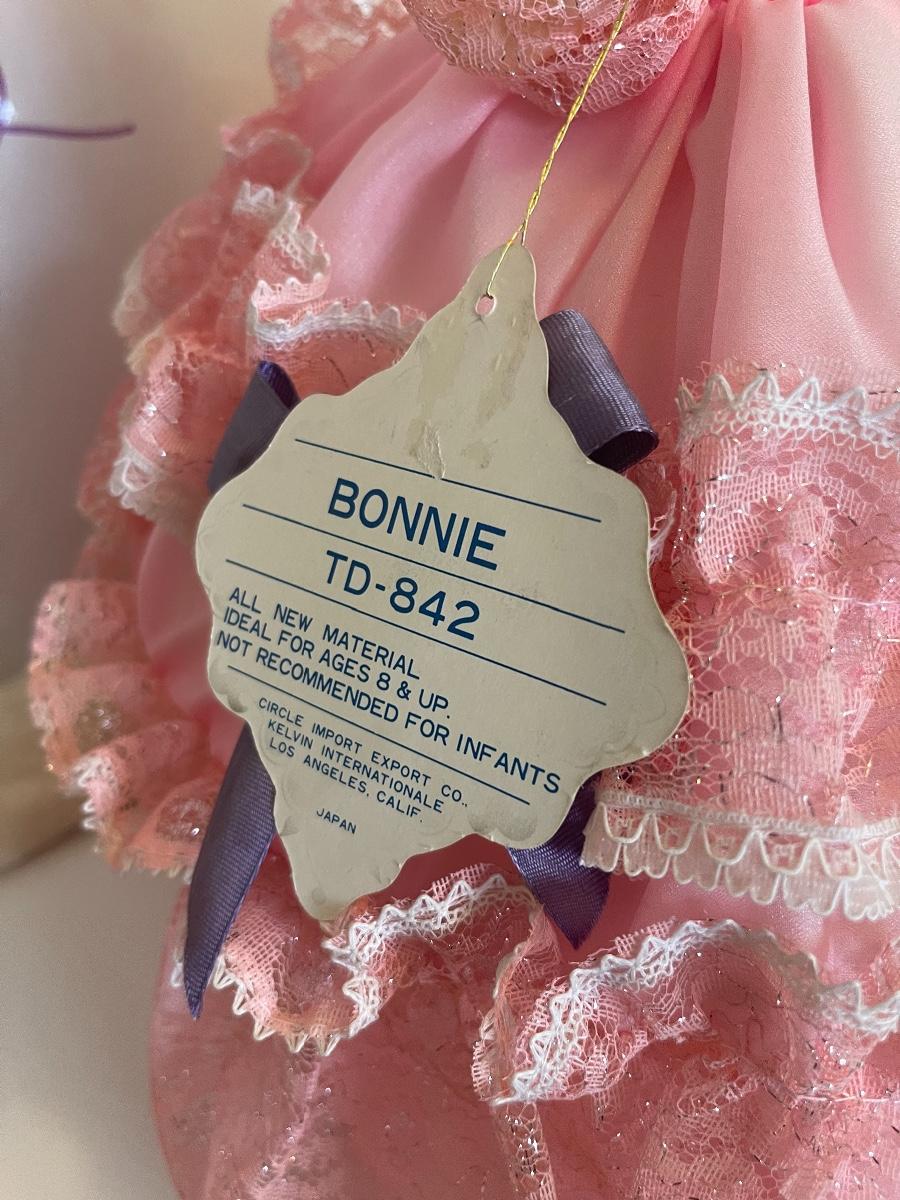 BONNIE
TD-842
ALL NEW MATERIAL
IDEAL FOR AGES 8 & UP.
NOT RECOMMENDED FOR INFANTS
CIRCLE IMPORT EXPORT CO.,
KELVIN INTERNATIONALE
LOS ANGELES, CALIF.
JAPAN